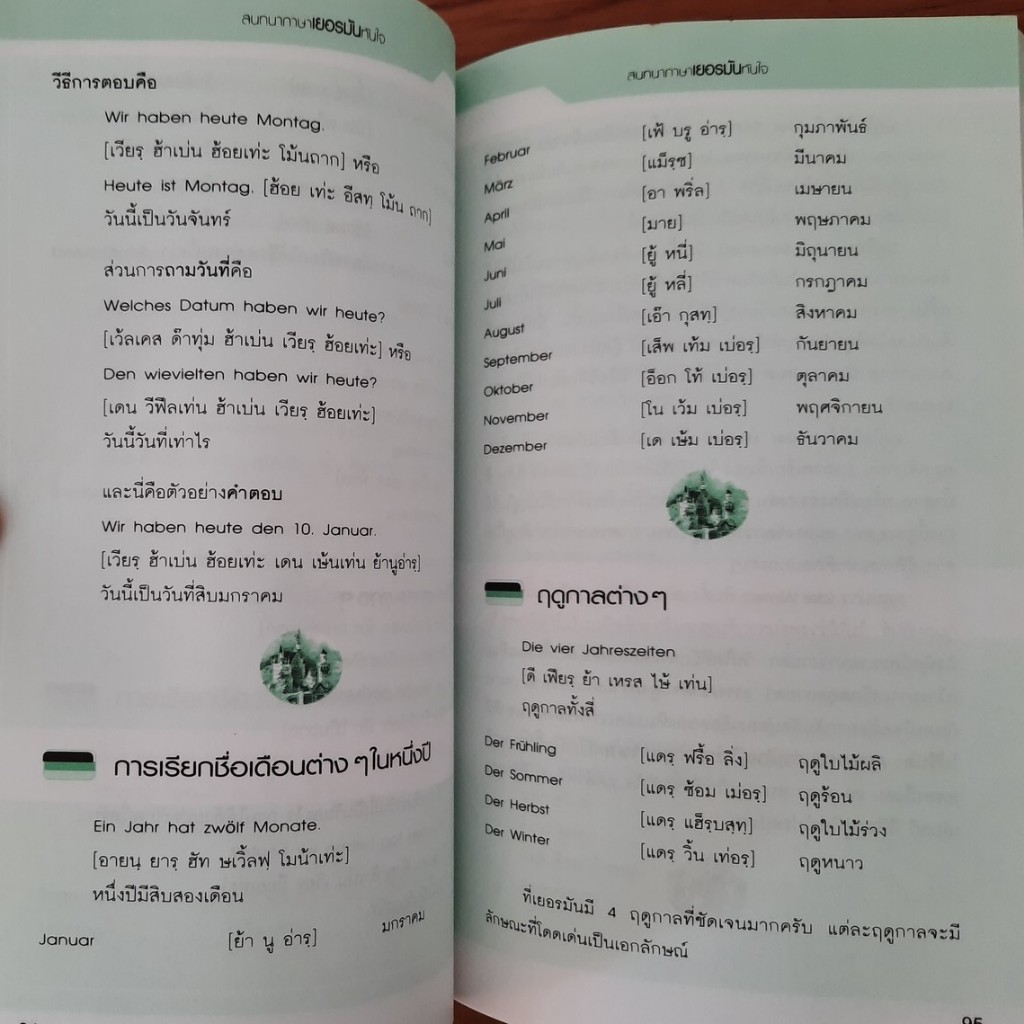 สนทนาภาษาเยอรมันทันใจ
วิธีการตอบคือ
Wir haben heute Montag.
[เวียรฺ ฮ้าเบ่น ฮ้อยเท่ะ โม้นถาก] หรือ
Heute ist Montag. [ฮ้อย เท่ะ อีสทฺ โม้น ถาก]
วันนี้เป็นวันจันทร์
ส่วนการถามวันที่คือ
Welches Datum haben wir heute?
[เว้ลเคส ด๊าทุ่ม ฮ้าเบ่น เวียรฺ ฮ้อยเท่ะ] หรือ
Den wievielten haben wir heute?
[เดน วีฟีลเท่น ฮ้าเบ่น เวียรฺ ฮ้อยเท่ะ]
วันนี้วันที่เท่าไร
และนี่คือตัวอย่างคำตอบ
Wir haben heute den 10. Januar.
[เวียรฺ ฮ้าเบ่น ฮ้อยเท่ะ เดน เษ้นเท่น ย้านูอ่ารฺ]
วันนี้เป็นวันที่สิบมกราคม
การเรียกชื่อเดือนต่าง ๆ ในหนึ่งปี
Ein Jahr hat zwölf Monate.
[อายนฺ ยารฺ ฮัท ษเวิ้ลฟฺ โมน้าเท่ะ]
หนึ่งปีมีสิบสองเดือน
Januar [ย้า นู อ่ารฺ] มกราคม
สนทนาภาษาเยอรมันทันใจ
Februar [เฟ้ บรู อ่ารฺ] กุมภาพันธ์
März [แม็รฺซ] มีนาคม
April [อา พริ่ล] เมษายน
Mai [มาย] พฤษภาคม
Juni [ยู้ หนี่] มิถุนายน
Juli [ยู้ หลี่] กรกฎาคม
August [เอ๊า กุสทฺ] สิงหาคม
September [เส็พ เท้ม เบ่อรฺ] กันยายน
Oktober [อ็อก โท้ เบ่อรฺ] ตุลาคม
November [โน เว้ม เบ่อรฺ] พฤศจิกายน
Dezember [เด เษ้ม เบ่อรฺ] ธันวาคม
ฤดูกาลต่าง ๆ
Die vier Jahreszeiten
[ดี เฟียรฺ ย้า เหรส ไษ้ เท่น]
ฤดูกาลทั้งสี่
Der Frühling [แดรฺ ฟรื้อ ลิ่ง] ฤดูใบไม้ผลิ
Der Sommer [แดรฺ ซ้อม เม่อรฺ] ฤดูร้อน
Der Herbst [แดรฺ แฮ็รฺบสฺทฺ] ฤดูใบไม้ร่วง
Der Winter [แดรฺ วิ้น เท่อรฺ] ฤดูหนาว
ที่เยอรมันมี 4 ฤดูกาลที่ชัดเจนมากครับ แต่ละฤดูกาลจะมี
ลักษณะที่โดดเด่นเป็นเอกลักษณ์
95